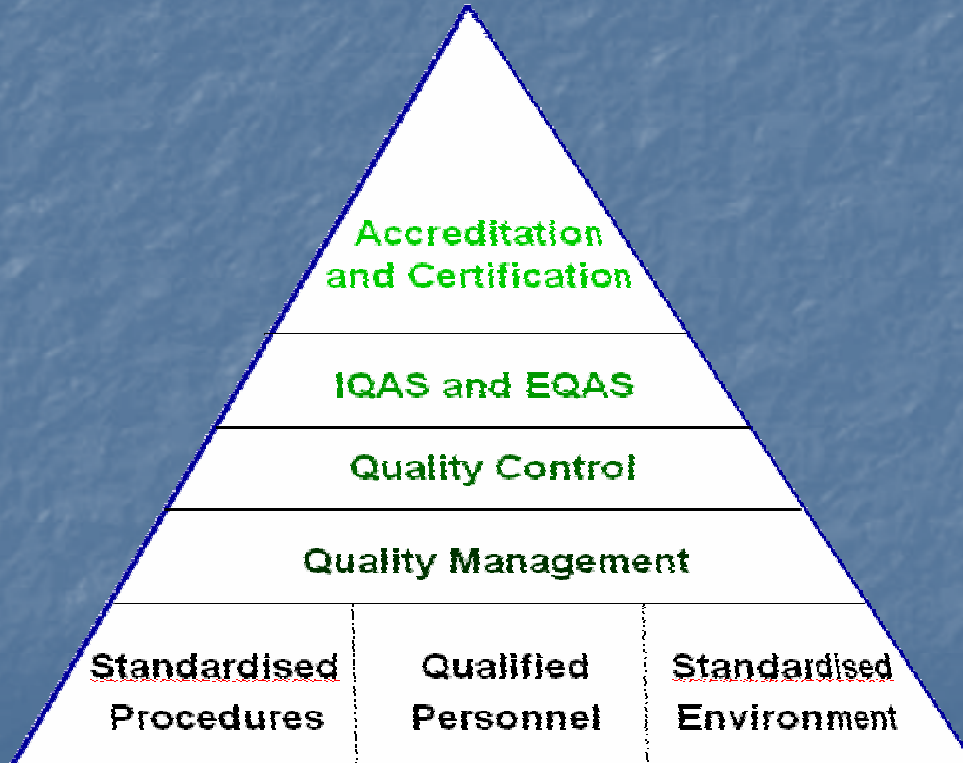 Accreditation
and Certification
IQAS and EQAS
Quality Control
Quality Management
Standardised
Procedures
Qualified
Personnel
Standardised
Environment